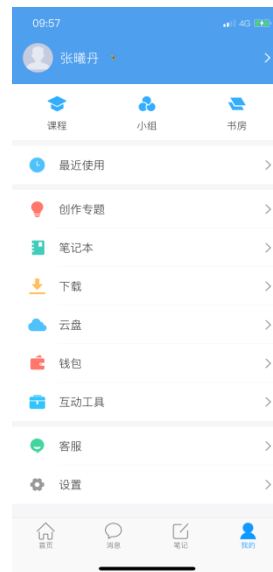 09:57 4G
张曦丹
课程 小组 书房
最近使用
创作专题
笔记本
下载
云盘
钱包
互动工具
客服
设置
首页 消息 笔记 我的